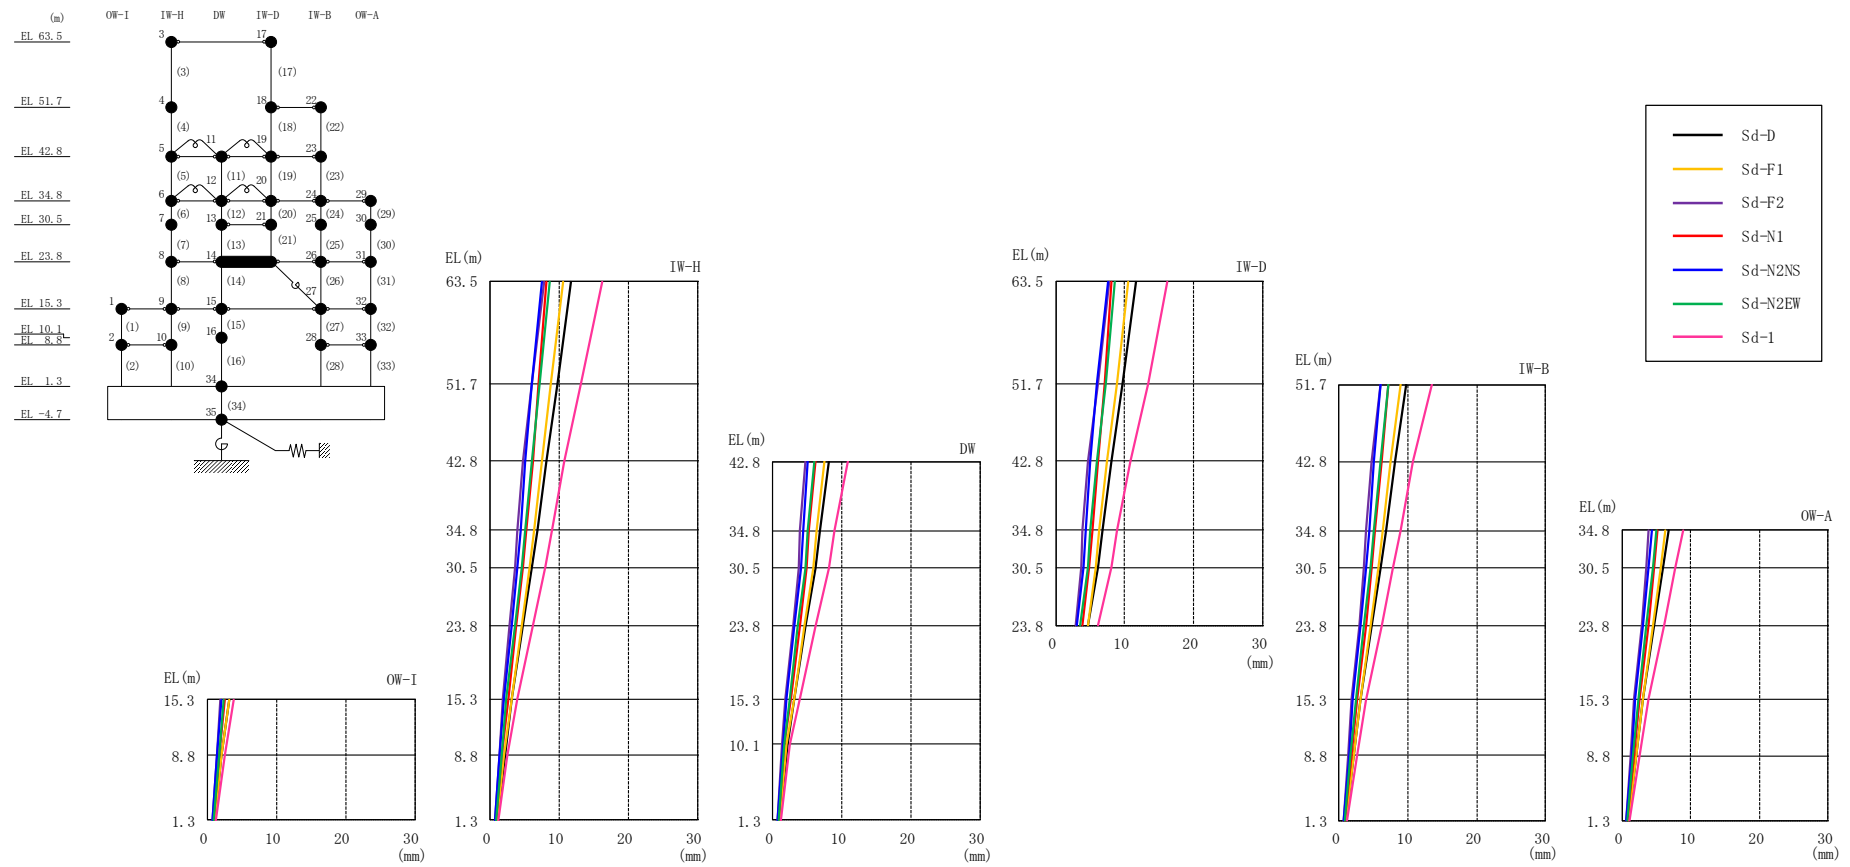 (m) OW-I IW-H DW IW-D IW-B OW-A
EL 63.5 3 17
(3) (17)
EL 51.7 4 18 22
(4) (18) (22)
11 19
EL 42.8 5 23
(5) (11) (19) (23)
12 20
EL 34.8 6 24 29
(6) (12) (20) (24) (29)
EL 30.5 7 13 21 25 30
(7) (13) (21) (25) (30)
EL 23.8 8 14 26 31
(8) (14) (26) (31)
27
EL 15.3 1 9 15 32
(1) (9) (15) (27) (32)
EL 10.1 16
EL 8.8 2 10 28 33
(2) (10) (16) (28) (33)
EL 1.3 34
(34)
EL -4.7 35
EL(m) OW-I
15.3
8.8
1.3
0 10 20 30
(mm)
EL(m) IW-H
63.5
51.7
42.8
34.8
30.5
23.8
15.3
8.8
1.3
0 10 20 30
(mm)
EL(m) DW
42.8
34.8
30.5
23.8
15.3
10.1
1.3
0 10 20 30
(mm)
EL(m) IW-D
63.5
51.7
42.8
34.8
30.5
23.8
0 10 20 30
(mm)
EL(m) IW-B
51.7
42.8
34.8
30.5
23.8
15.3
8.8
1.3
0 10 20 30
(mm)
EL(m) OW-A
34.8
30.5
23.8
15.3
8.8
1.3
0 10 20 30
(mm)
Sd-D
Sd-F1
Sd-F2
Sd-N1
Sd-N2NS
Sd-N2EW
Sd-1